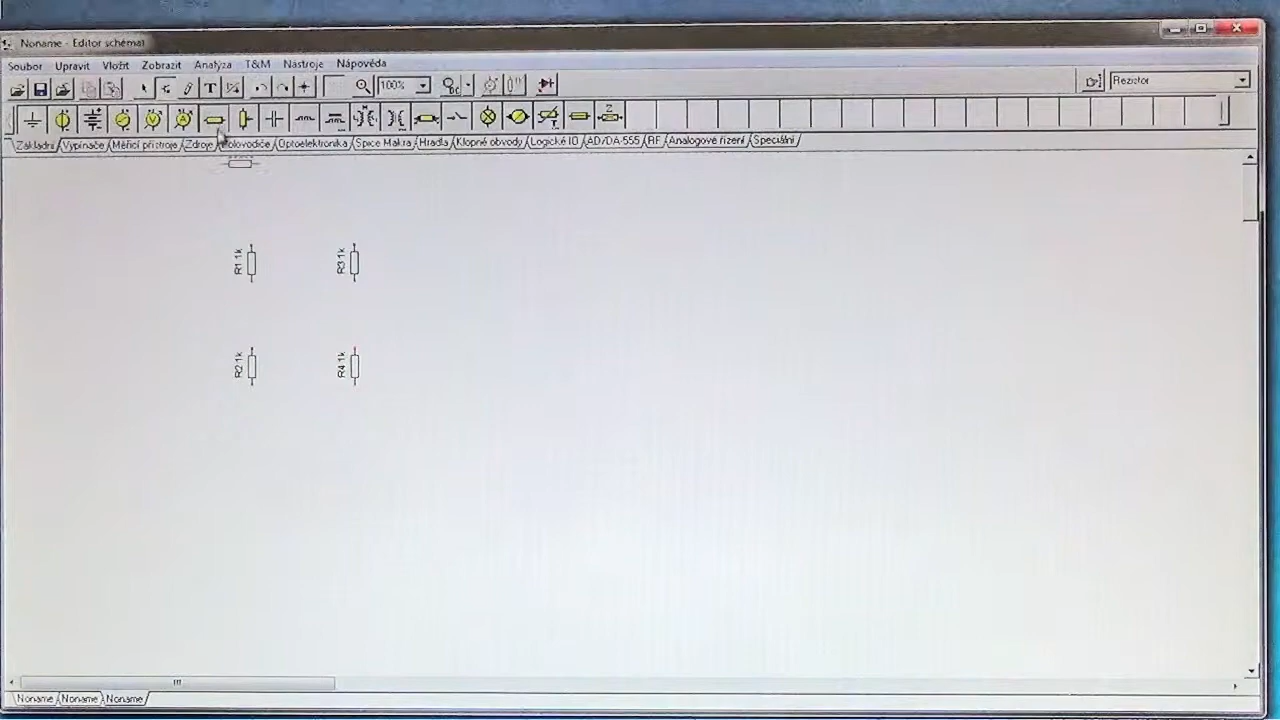 Noname - Editor schémat
Soubor Upravit Vložit Zobrazit Analýza T&M Nástroje Nápověda
T 100% Rezistor
Základní Vypínače Měřicí přístroje Zdroje Polovodiče Optoelektronika Spice Makra Hradla Klopné obvody Logické IO AD/DA-555 RF Analogové řízení Speciální
R1 1k
R3 1k
R2 1k
R4 1k
Noname Noname Noname